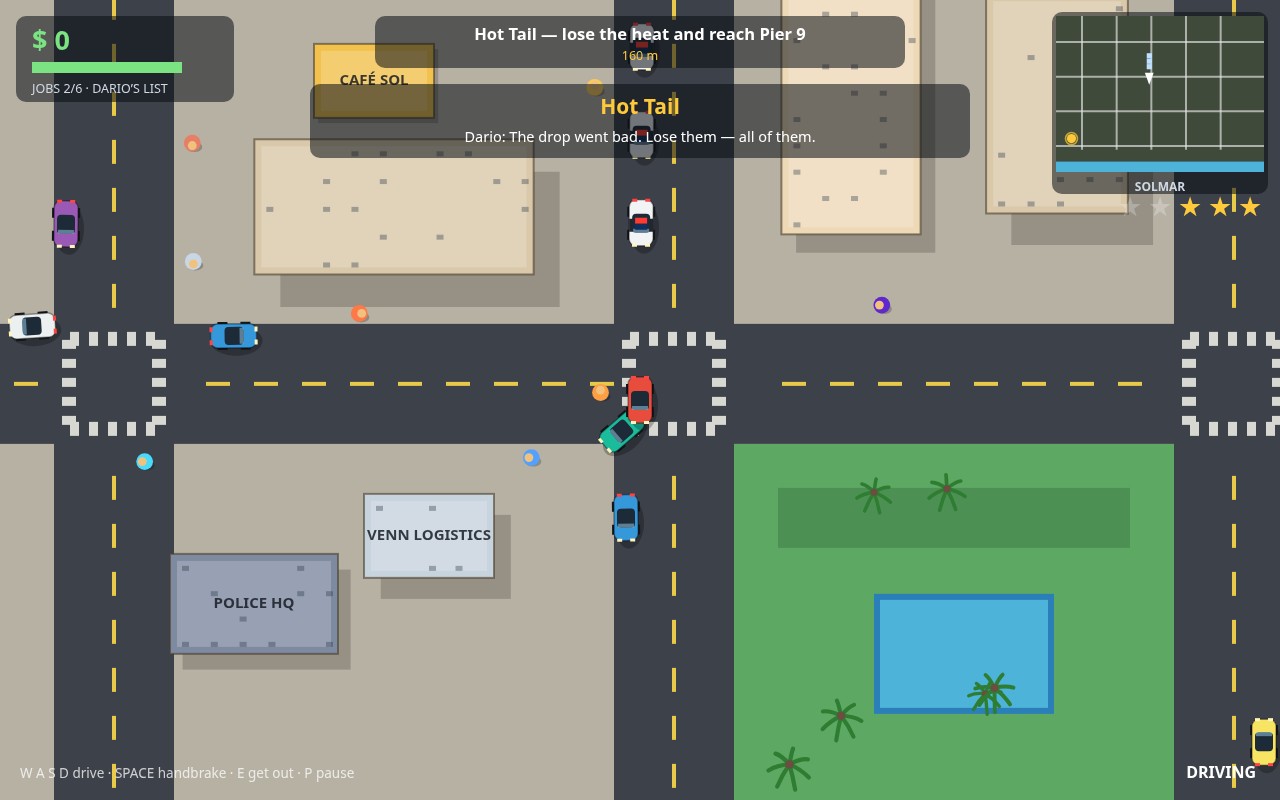 $ 0
JOBS 2/6 · DARIO'S LIST
Hot Tail — lose the heat and reach Pier 9
160 m
Hot Tail
Dario: The drop went bad. Lose them — all of them.
CAFÉ SOL
SOLMAR
VENN LOGISTICS
POLICE HQ
W A S D drive · SPACE handbrake · E get out · P pause
DRIVING